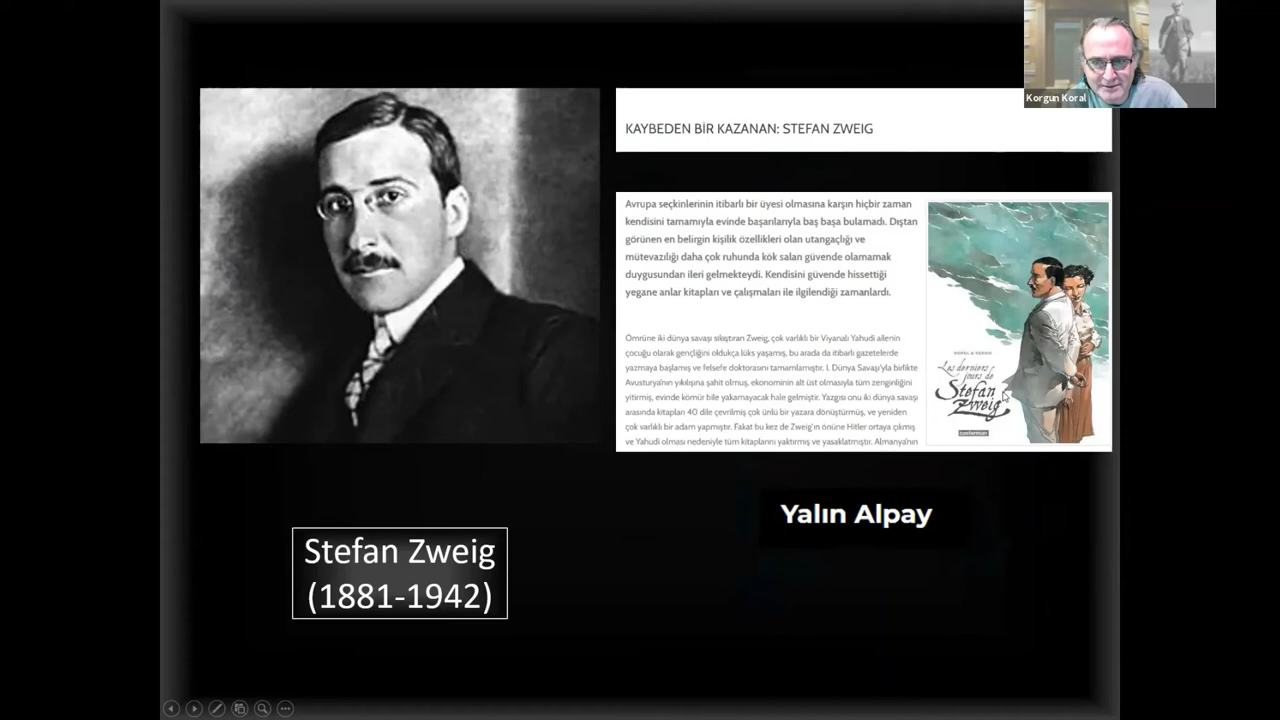 Korgun Koral
KAYBEDEN BİR KAZANAN: STEFAN ZWEIG
Avrupa seçkinlerinin itibarlı bir üyesi olmasına karşın hiçbir zaman
kendisini tamamıyla evinde başarılarıyla baş başa bulamadı. Dıştan
görünen en belirgin kişilik özellikleri olan utangaçlığı ve
mütevazılığı daha çok ruhunda kök salan güvende olamamak
duygusundan ileri gelmekteydi. Kendisini güvende hissettiği
yegane anlar kitapları ve çalışmaları ile ilgilendiği zamanlardı.
Ömrüne iki dünya savaşı sıkıştıran Zweig, çok varlıklı bir Viyanalı Yahudi ailenin
çocuğu olarak gençliğini oldukça lüks yaşamış, bu arada da itibarlı gazetelerde
yazmaya başlamış ve felsefe doktorasını tamamlamıştır. I. Dünya Savaşı'yla birlikte
Avusturya'nın yıkılışına şahit olmuş, ekonominin alt üst olmasıyla tüm zenginliğini
yitirmiş, evinde kömür bile yakamayacak hale gelmiştir. Yazgısı onu iki dünya savaşı
arasında kitapları 40 dile çevrilmiş çok ünlü bir yazara dönüştürmüş, ve yeniden
çok varlıklı bir adam yapmıştır. Fakat bu kez de Zweig'ın önüne Hitler ortaya çıkmış
ve Yahudi olması nedeniyle tüm kitaplarını yaktırmış ve yasaklatmıştır. Almanya'nın
Les derniers
jours de
Stefan
Zweig
casterman
Yalın Alpay
Stefan Zweig
(1881-1942)